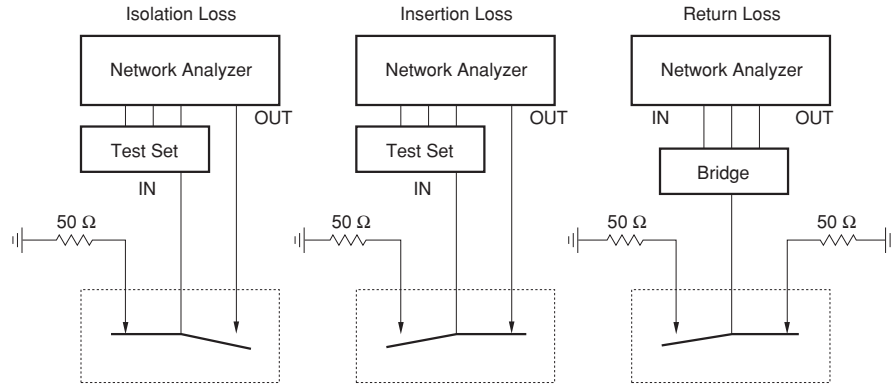 Isolation Loss
Network Analyzer
OUT
Test Set
IN
50 Ω
Insertion Loss
Network Analyzer
OUT
Test Set
IN
50 Ω
Return Loss
Network Analyzer
IN
OUT
Bridge
50 Ω
50 Ω